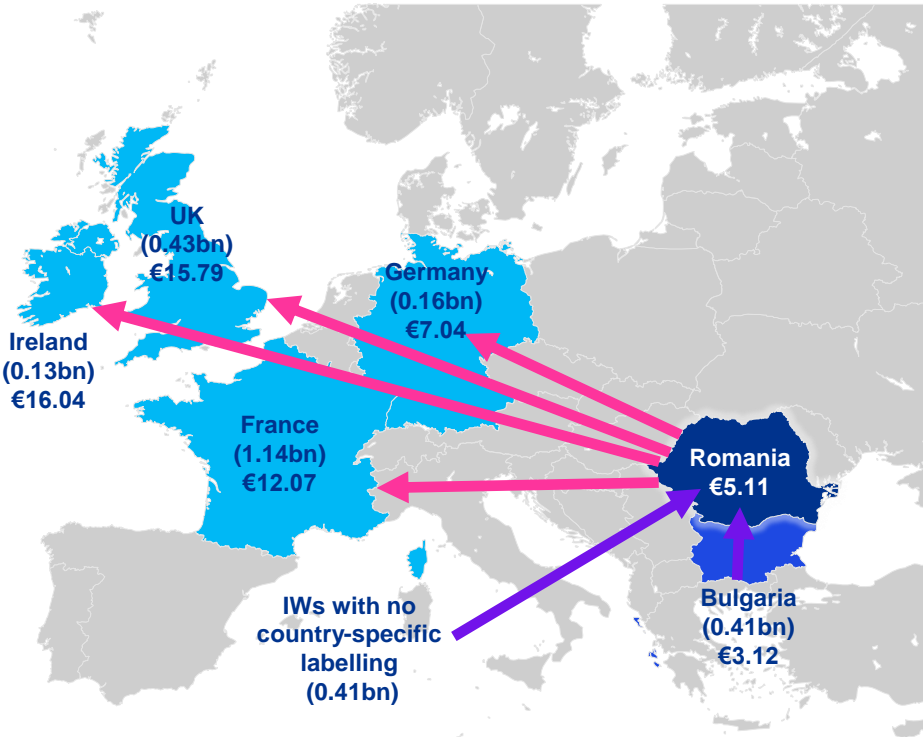 UK
(0.43bn)
€15.79
Germany
(0.16bn)
€7.04
Ireland
(0.13bn)
€16.04
France
(1.14bn)
€12.07
Romania
€5.11
IWs with no
country-specific
labelling
(0.41bn)
Bulgaria
(0.41bn)
€3.12